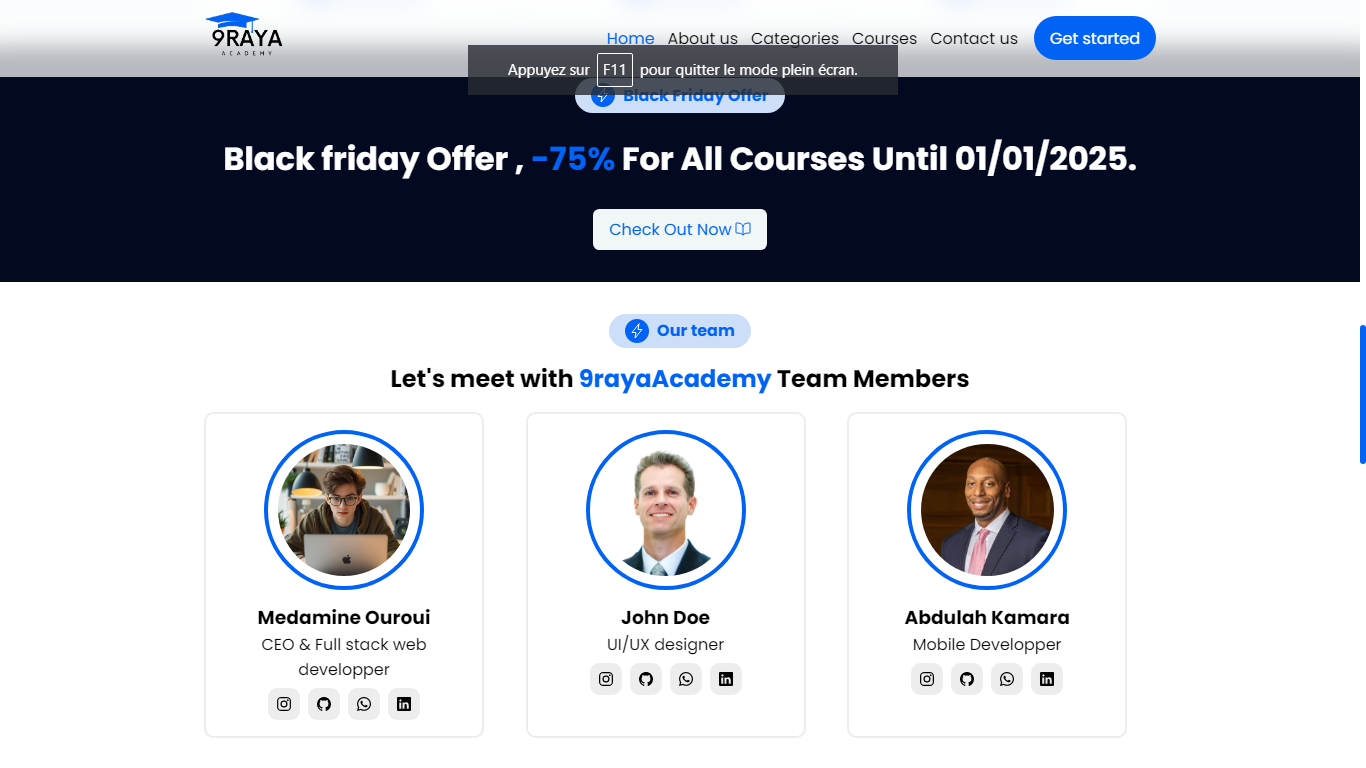 9RAYA
ACADEMY
Home About us Categories Courses Contact us Get started
Appuyez sur F11 pour quitter le mode plein écran.
Black Friday Offer
Black friday Offer , -75% For All Courses Until 01/01/2025.
Check Out Now
Our team
Let's meet with 9rayaAcademy Team Members
Medamine Ouroui
CEO & Full stack web
developper
John Doe
UI/UX designer
Abdulah Kamara
Mobile Developper